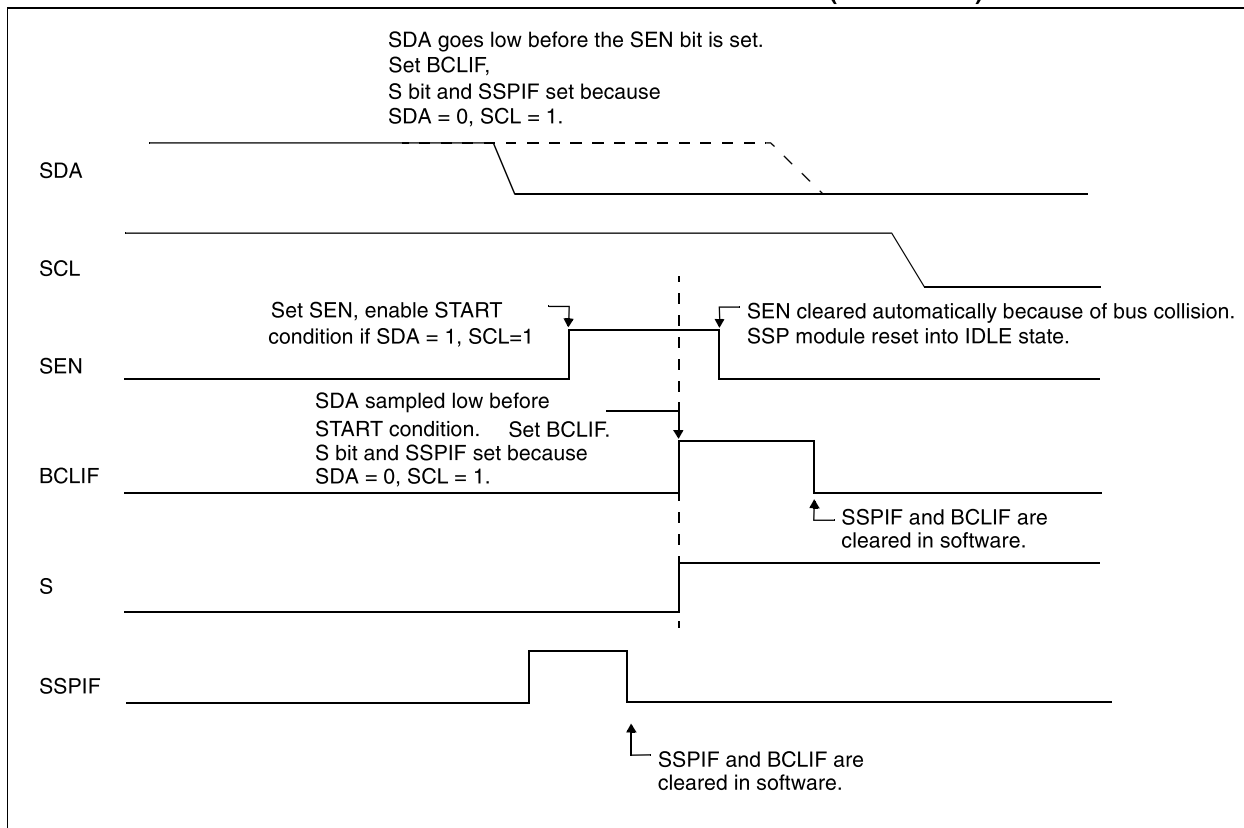 SDA goes low before the SEN bit is set.
Set BCLIF,
S bit and SSPIF set because
SDA = 0, SCL = 1.
SDA
SCL
Set SEN, enable START
condition if SDA = 1, SCL=1
SEN cleared automatically because of bus collision.
SSP module reset into IDLE state.
SEN
SDA sampled low before
START condition. Set BCLIF.
S bit and SSPIF set because
SDA = 0, SCL = 1.
BCLIF
SSPIF and BCLIF are
cleared in software.
S
SSPIF
SSPIF and BCLIF are
cleared in software.